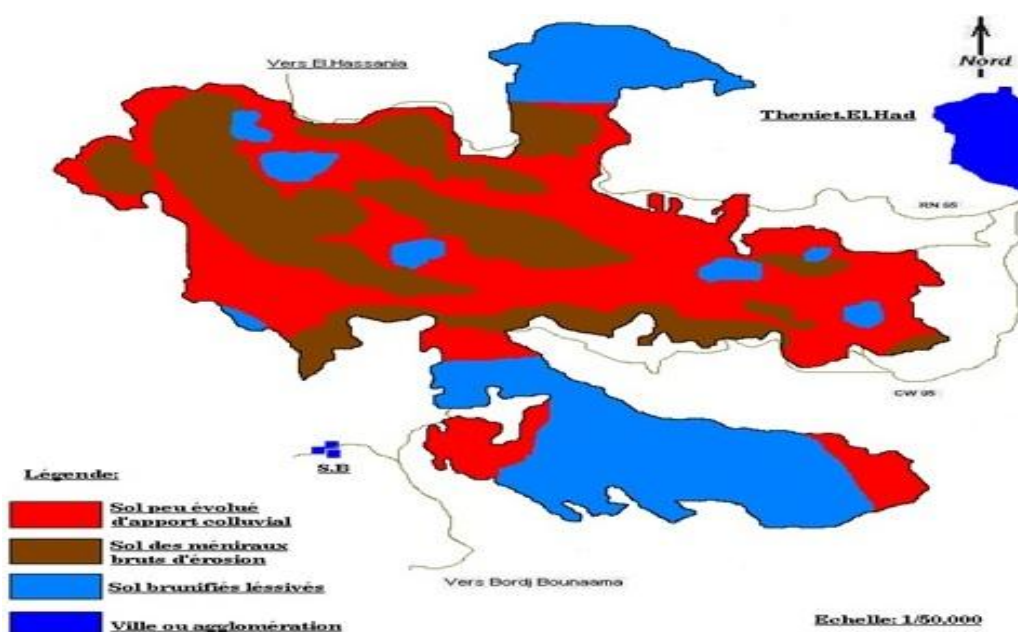 Vers El.Hassania
Nord
Theniet.El.Had
RN 65
CW 05
S.B
Légende:
Sol peu évolué
d'apport colluvial
Sol des méniraux
bruts d'érosion
Sol brunifiés léssivés
Ville ou agglomération
Vers Bordj Bounaama
Echelle: 1/50.000